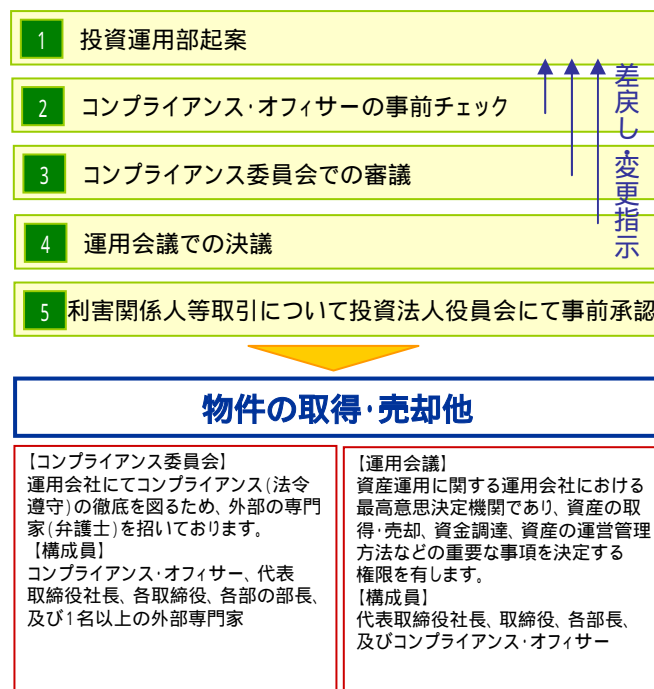 1 投資運用部起案
2 コンプライアンス・オフィサーの事前チェック
3 コンプライアンス委員会での審議
4 運用会議での決議
5 利害関係人等取引について投資法人役員会にて事前承認
差戻し・変更指示
物件の取得・売却他
【コンプライアンス委員会】
運用会社にてコンプライアンス(法令
遵守)の徹底を図るため、外部の専門
家(弁護士)を招いております。
【構成員】
コンプライアンス・オフィサー、代表
取締役社長、各取締役、各部の部長、
及び1名以上の外部専門家
【運用会議】
資産運用に関する運用会社における
最高意思決定機関であり、資産の取
得・売却、資金調達、資産の運営管理
方法などの重要な事項を決定する
権限を有します。
【構成員】
代表取締役社長、取締役、各部長、
及びコンプライアンス・オフィサー